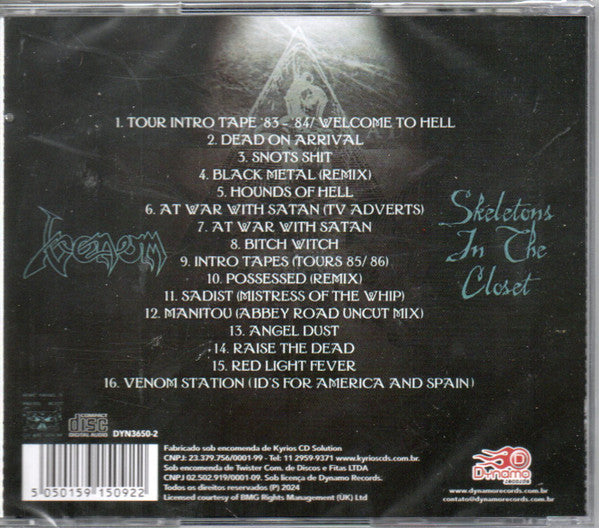 1. TOUR INTRO TAPE '83 - '84/ WELCOME TO HELL
2. DEAD ON ARRIVAL
3. SNOTS SHIT
4. BLACK METAL (REMIX)
5. HOUNDS OF HELL
6. AT WAR WITH SATAN (TV ADVERTS)
7. AT WAR WITH SATAN
8. BITCH WITCH
9. INTRO TAPES (TOURS 85/ 86)
10. POSSESSED (REMIX)
11. SADIST (MISTRESS OF THE WHIP)
12. MANITOU (ABBEY ROAD UNCUT MIX)
13. ANGEL DUST
14. RAISE THE DEAD
15. RED LIGHT FEVER
16. VENOM STATION (ID'S FOR AMERICA AND SPAIN)
Venom
Skeletons
In The
Closet
COMPACT
disc
DIGITAL AUDIO
DYN3650-2
5 050159 150922
Fabricado sob encomenda de Kyrios CD Solution
CNPJ: 23.379.756/0001-99 - Tel: 11 2959-9371 www.kyrioscds.com.br.
Sob encomenda de Twister Com. de Discos e Fitas LTDA
CNPJ 02.502.919/0001-09. Sob licença de Dynamo Records.
Todos os direitos reservados (P) 2024
Licensed courtesy of BMG Rights Management (UK) Ltd
Dynamo
records
www.dynamorecords.com.br
contato@dynamorecords.com.br